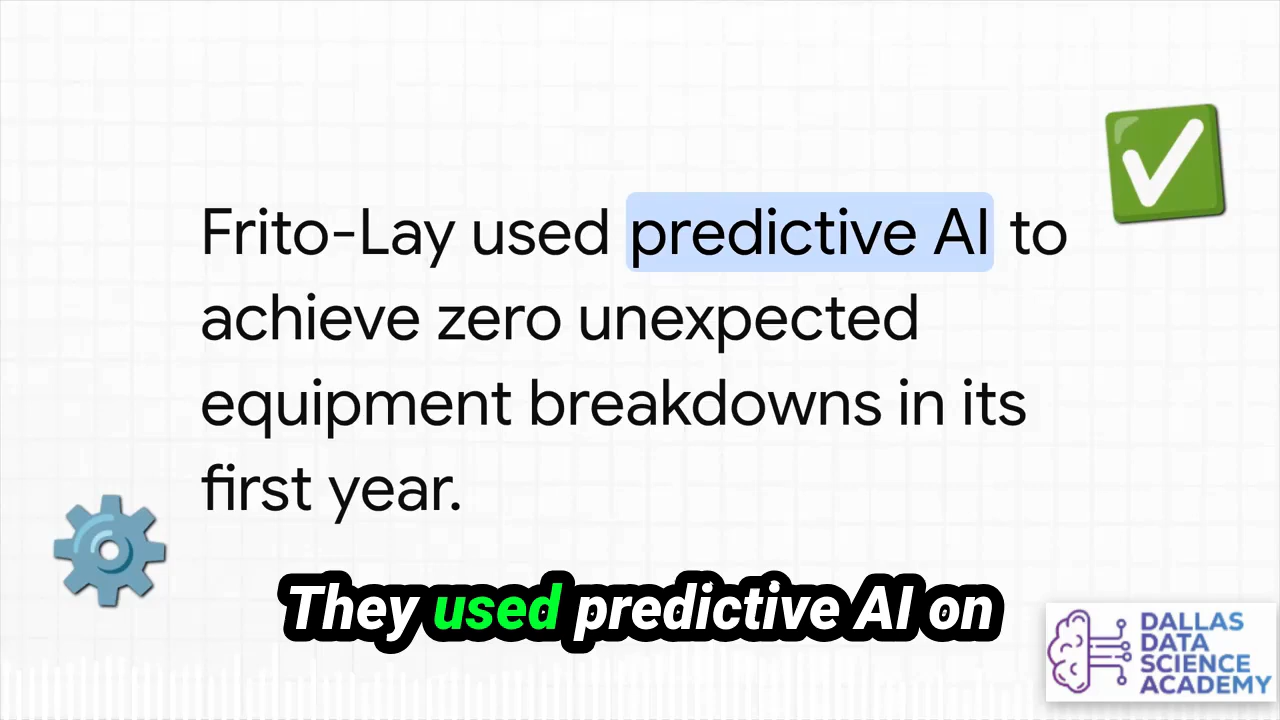 Frito-Lay used predictive AI to
achieve zero unexpected
equipment breakdowns in its
first year.
They used predictive AI on
DALLAS
DATA
SCIENCE
ACADEMY